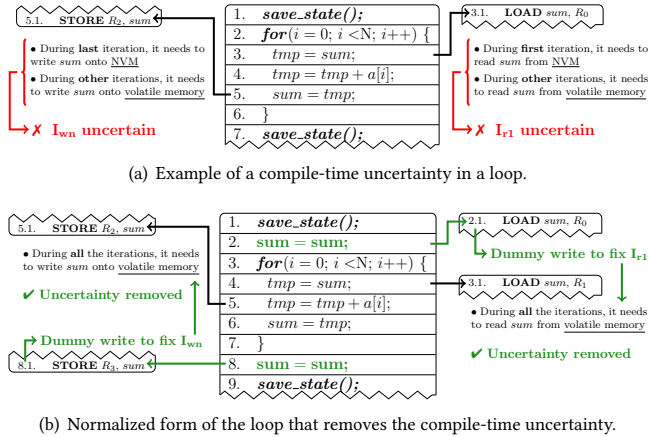 5.1. STORE R2, sum
• During last iteration, it needs to
write sum onto NVM
• During other iterations, it needs
to write sum onto volatile memory
✗ Iwn uncertain
1. save_state();
2. for(i = 0; i <N; i++) {
3. tmp = sum;
4. tmp = tmp + a[i];
5. sum = tmp;
6. }
7. save_state();
3.1. LOAD sum, R0
• During first iteration, it needs to
read sum from NVM
• During other iterations, it needs
to read sum from volatile memory
✗ Ir1 uncertain
(a) Example of a compile-time uncertainty in a loop.
5.1. STORE R2, sum
• During all the iterations, it needs
to write sum onto volatile memory
✔ Uncertainty removed
Dummy write to fix Iwn
8.1. STORE R3, sum
1. save_state();
2. sum = sum;
3. for(i = 0; i <N; i++) {
4. tmp = sum;
5. tmp = tmp + a[i];
6. sum = tmp;
7. }
8. sum = sum;
9. save_state();
2.1. LOAD sum, R0
Dummy write to fix Ir1
3.1. LOAD sum, R1
• During all the iterations, it needs
to read sum from volatile memory
✔ Uncertainty removed
(b) Normalized form of the loop that removes the compile-time uncertainty.